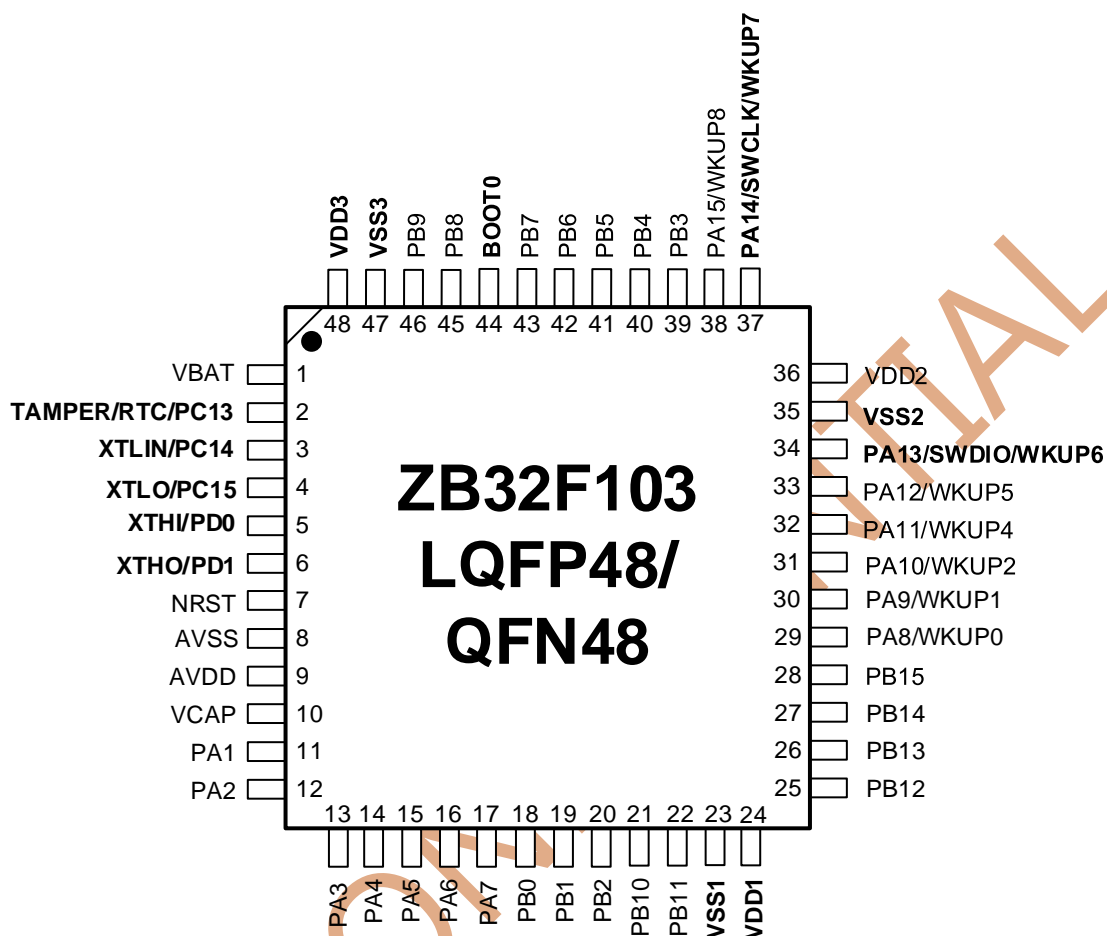 PA14/SWCLK/WKUP7
PA15/WKUP8
PB3
PB4
PB5
PB6
PB7
BOOT0
PB8
PB9
VSS3
VDD3
48 47 46 45 44 43 42 41 40 39 38 37
VBAT 1
TAMPER/RTC/PC13 2
XTLIN/PC14 3
XTLO/PC15 4
XTHI/PD0 5
XTHO/PD1 6
NRST 7
AVSS 8
AVDD 9
VCAP 10
PA1 11
PA2 12
ZB32F103
LQFP48/
QFN48
36 VDD2
35 VSS2
34 PA13/SWDIO/WKUP6
33 PA12/WKUP5
32 PA11/WKUP4
31 PA10/WKUP2
30 PA9/WKUP1
29 PA8/WKUP0
28 PB15
27 PB14
26 PB13
25 PB12
13 14 15 16 17 18 19 20 21 22 23 24
PA3
PA4
PA5
PA6
PA7
PB0
PB1
PB2
PB10
PB11
VSS1
VDD1